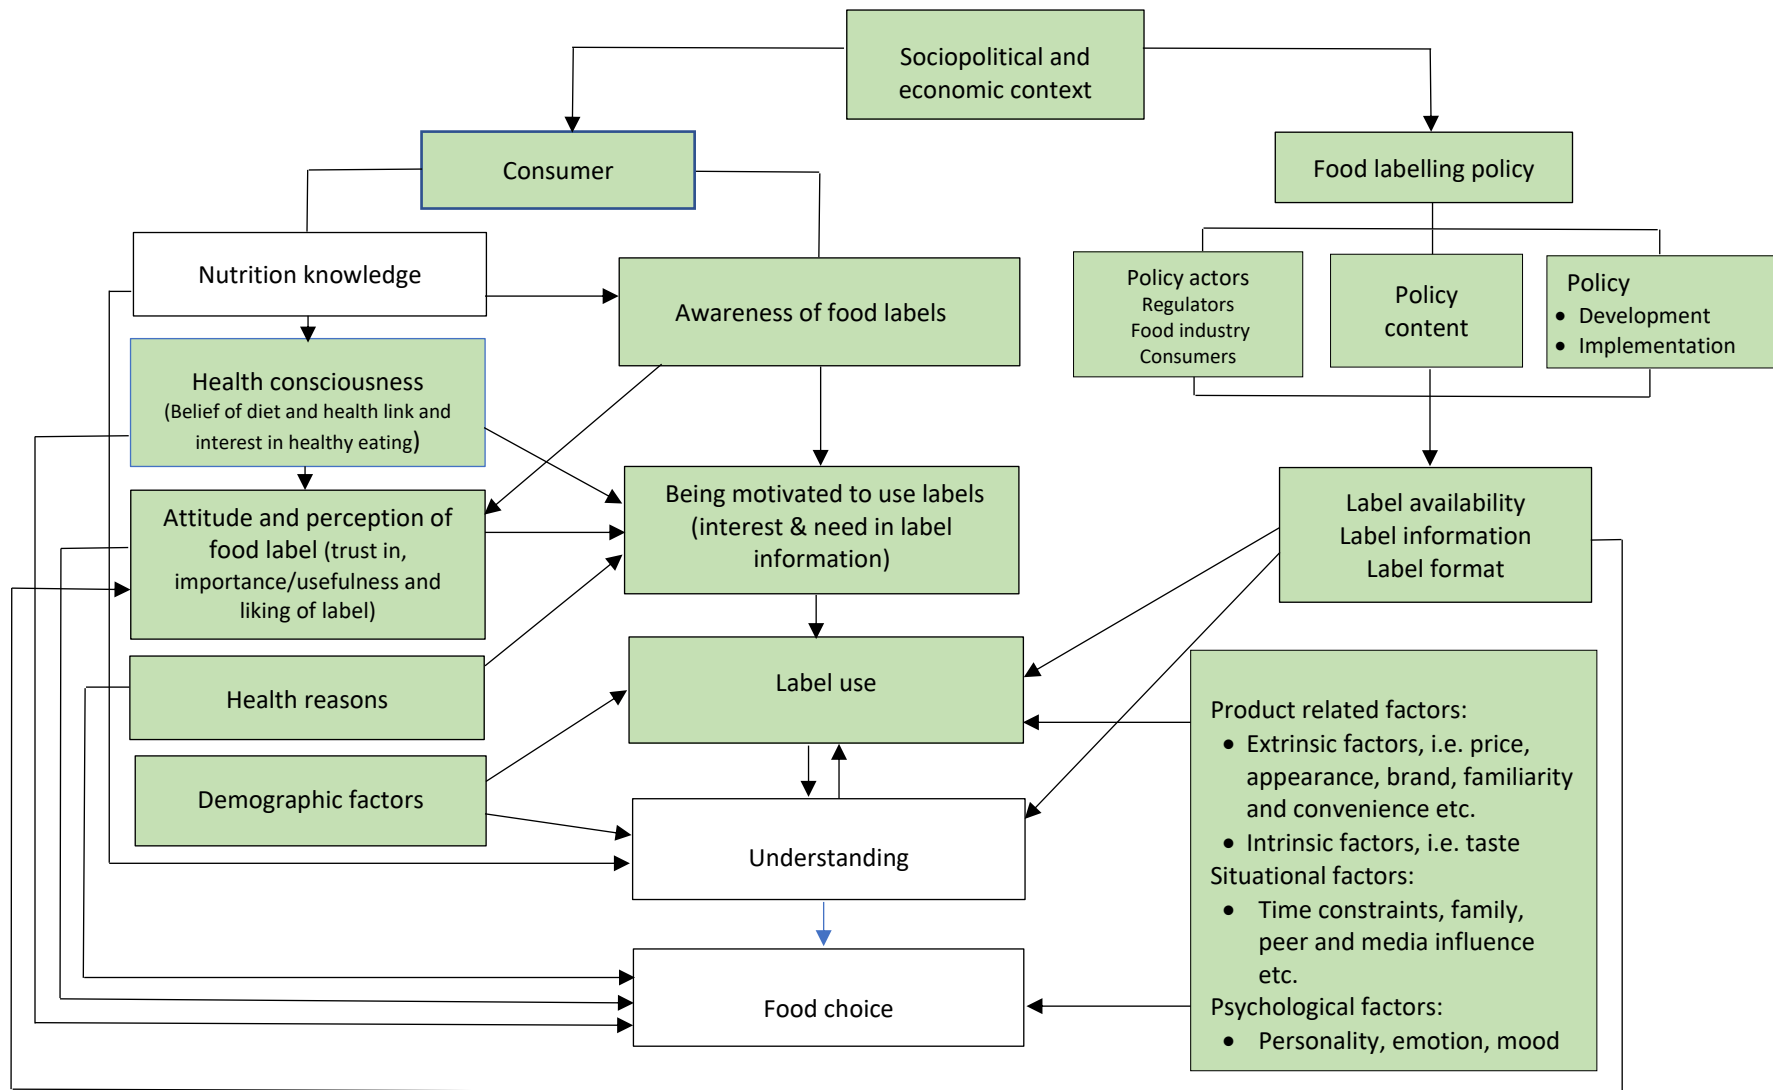 Sociopolitical and
economic context
Consumer
Food labelling policy
Nutrition knowledge
Awareness of food labels
Policy actors
Regulators
Food industry
Consumers
Policy
content
Policy
• Development
• Implementation
Health consciousness
(Belief of diet and health link and
interest in healthy eating)
Attitude and perception of
food label (trust in,
importance/usefulness and
liking of label)
Being motivated to use labels
(interest & need in label
information)
Label availability
Label information
Label format
Health reasons
Label use
Demographic factors
Understanding
Food choice
Product related factors:
• Extrinsic factors, i.e. price,
appearance, brand, familiarity
and convenience etc.
• Intrinsic factors, i.e. taste
Situational factors:
• Time constraints, family,
peer and media influence
etc.
Psychological factors:
• Personality, emotion, mood